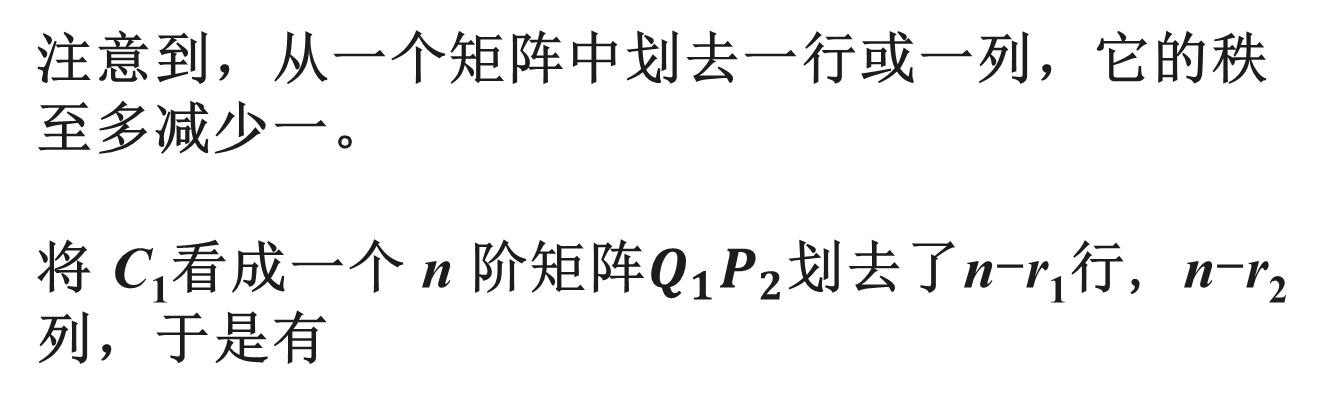 注意到，从一个矩阵中划去一行或一列，它的秩
至多减少一。
将 C₁看成一个 n 阶矩阵Q₁P₂划去了n−r₁行, n−r₂
列，于是有